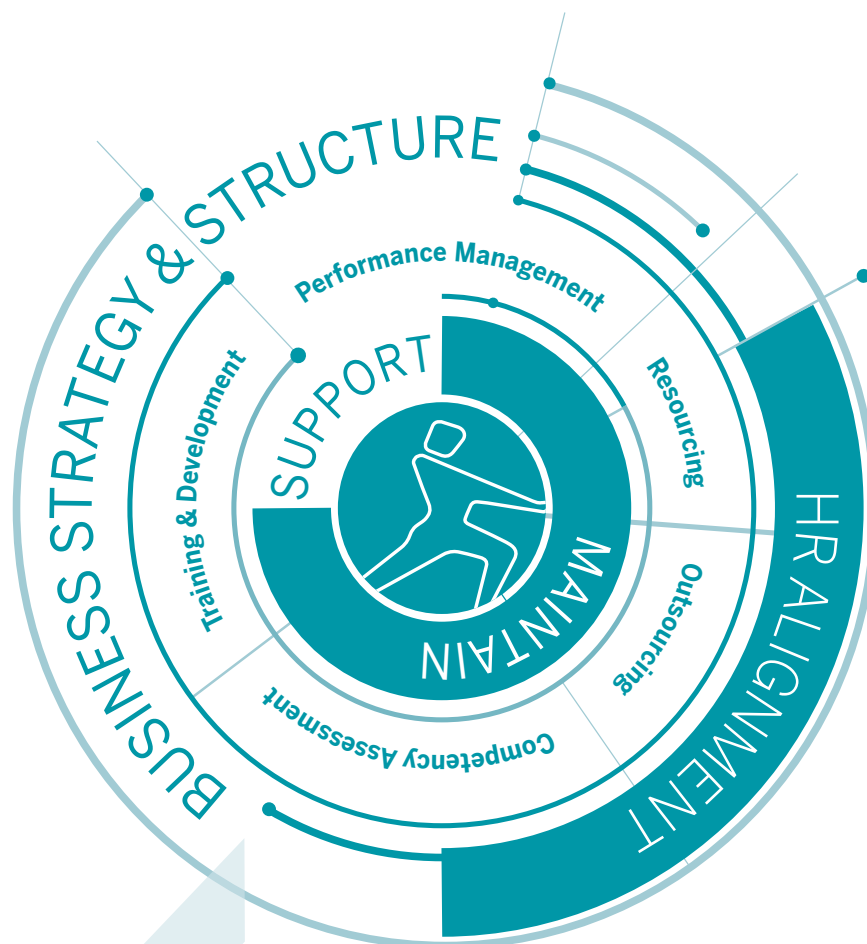 BUSINESS STRATEGY & STRUCTURE
Performance Management
Training & Development
SUPPORT
Resourcing
HR ALIGNMENT
MAINTAIN
Outsourcing
Competency Assessment